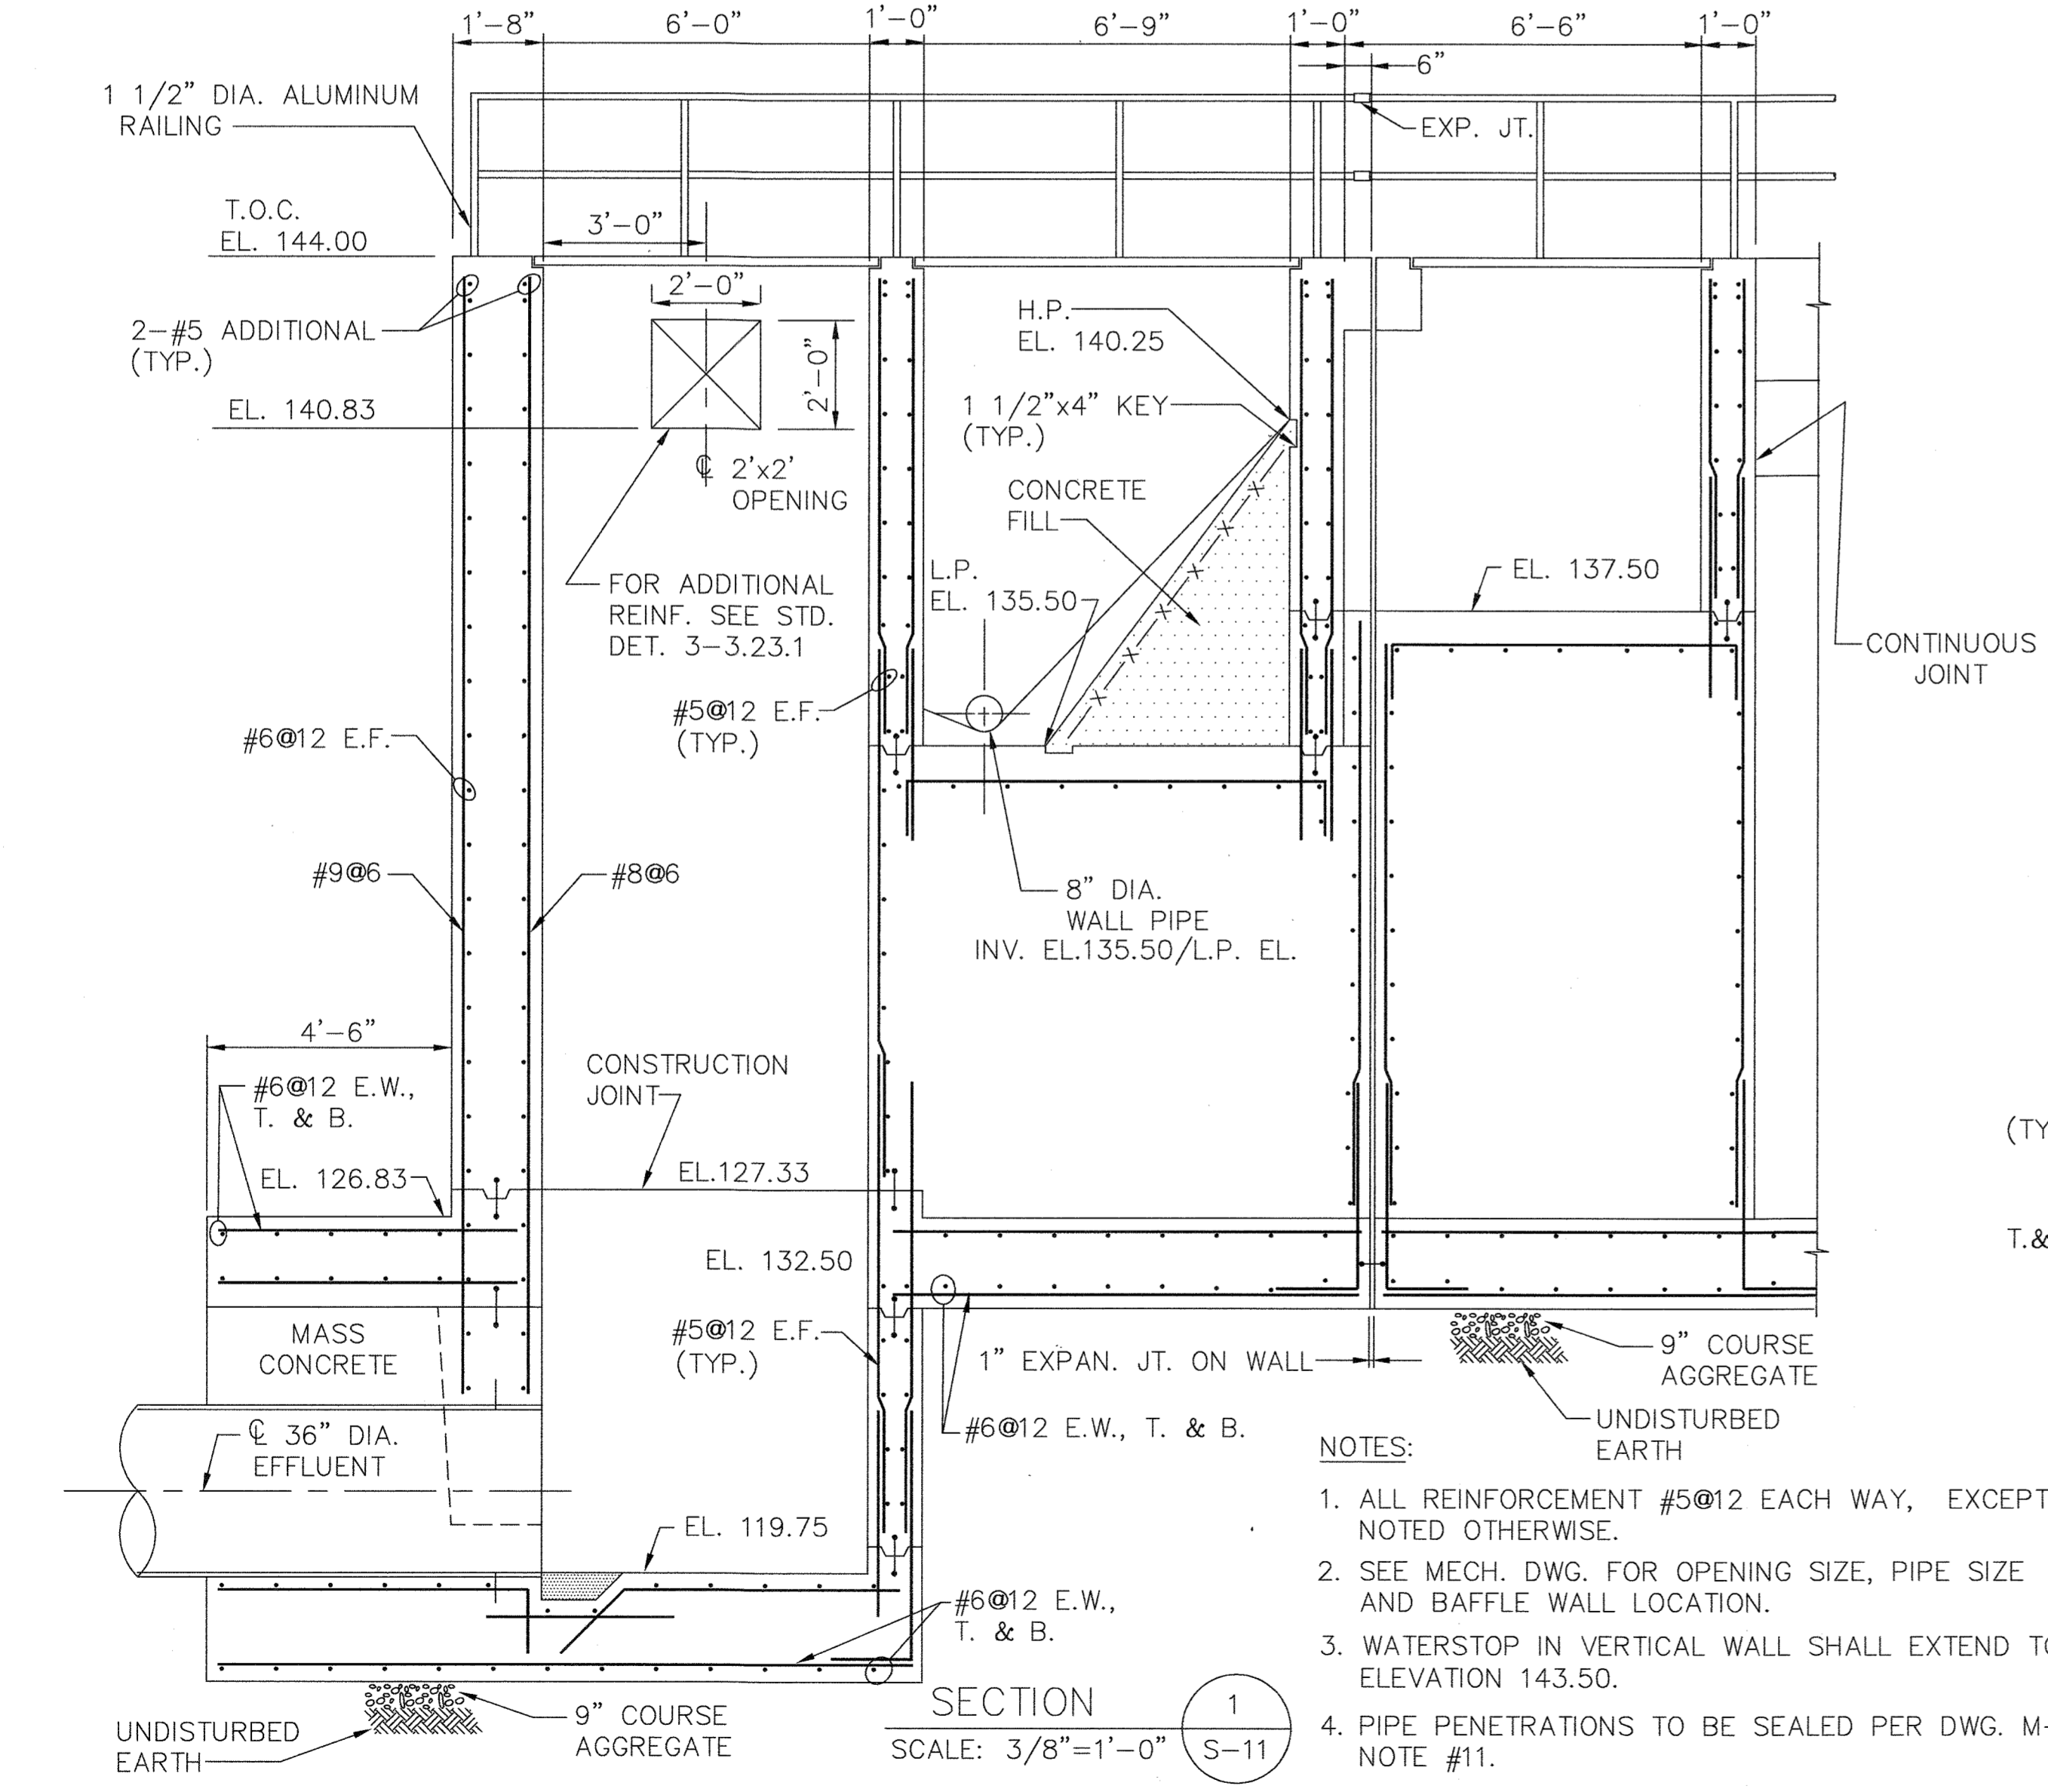 1'-8" 6'-0" 1'-0" 6'-9" 1'-0" 6'-6" 1'-0"
6"
1 1/2" DIA. ALUMINUM
RAILING
EXP. JT.
T.O.C.
EL. 144.00
3'-0"
2'-0"
2'-0"
2-#5 ADDITIONAL
(TYP.)
H.P.
EL. 140.25
EL. 140.83
1 1/2"x4" KEY
(TYP.)
℄ 2'x2'
OPENING
CONCRETE
FILL
FOR ADDITIONAL
REINF. SEE STD.
DET. 3-3.23.1
L.P.
EL. 135.50
EL. 137.50
CONTINUOUS
JOINT
#5@12 E.F.
(TYP.)
#6@12 E.F.
#9@6
#8@6
8" DIA.
WALL PIPE
INV. EL.135.50/L.P. EL.
4'-6"
#6@12 E.W.,
T. & B.
CONSTRUCTION
JOINT
EL. 126.83
EL.127.33
(TY
T.&
EL. 132.50
MASS
CONCRETE
#5@12 E.F.
(TYP.)
1" EXPAN. JT. ON WALL
9" COURSE
AGGREGATE
UNDISTURBED
EARTH
#6@12 E.W., T. & B.
℄ 36" DIA.
EFFLUENT
EL. 119.75
#6@12 E.W.,
T. & B.
9" COURSE
AGGREGATE
UNDISTURBED
EARTH
SECTION
SCALE: 3/8"=1'-0"
1
S-11
NOTES:
1. ALL REINFORCEMENT #5@12 EACH WAY, EXCEPT
NOTED OTHERWISE.
2. SEE MECH. DWG. FOR OPENING SIZE, PIPE SIZE
AND BAFFLE WALL LOCATION.
3. WATERSTOP IN VERTICAL WALL SHALL EXTEND TO
ELEVATION 143.50.
4. PIPE PENETRATIONS TO BE SEALED PER DWG. M-
NOTE #11.